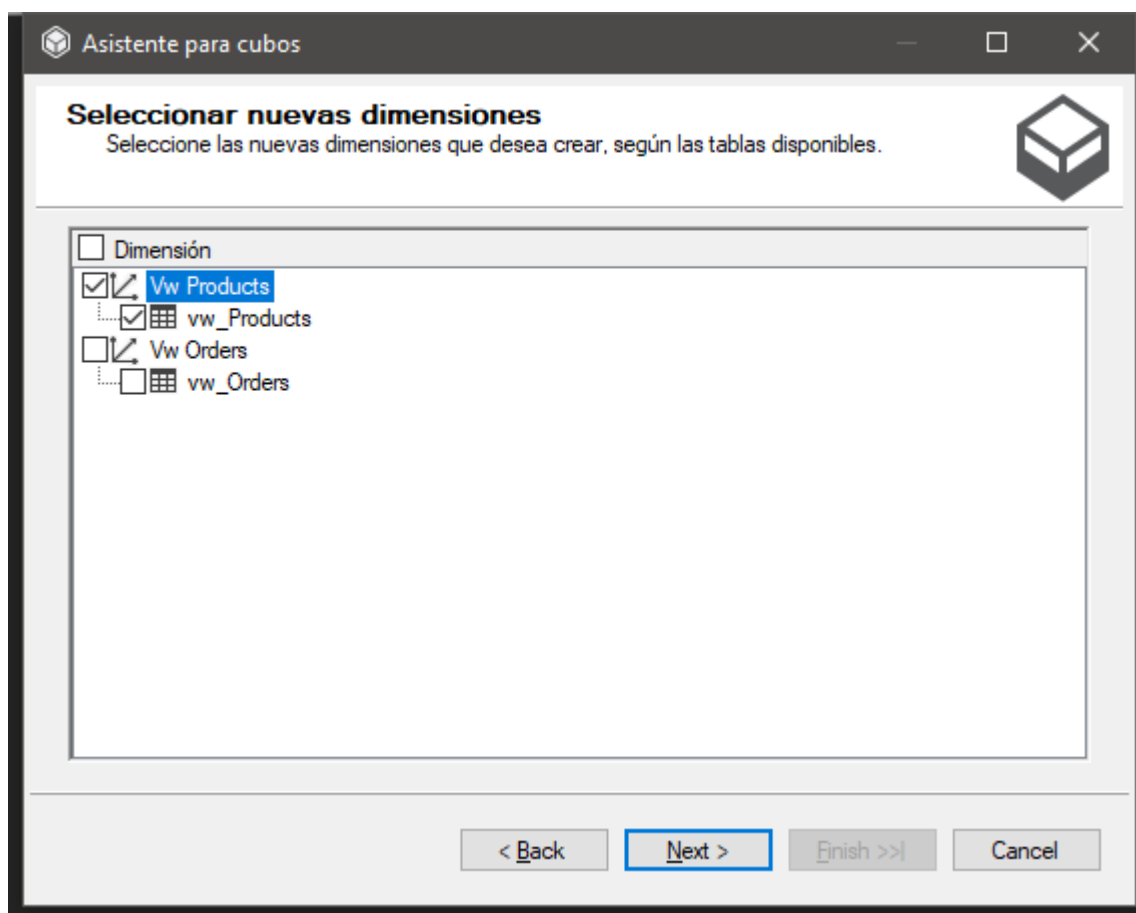 Asistente para cubos
Seleccionar nuevas dimensiones
Seleccione las nuevas dimensiones que desea crear, según las tablas disponibles.
Dimensión
Vw Products
vw_Products
Vw Orders
vw_Orders
< Back Next > Finish >>| Cancel